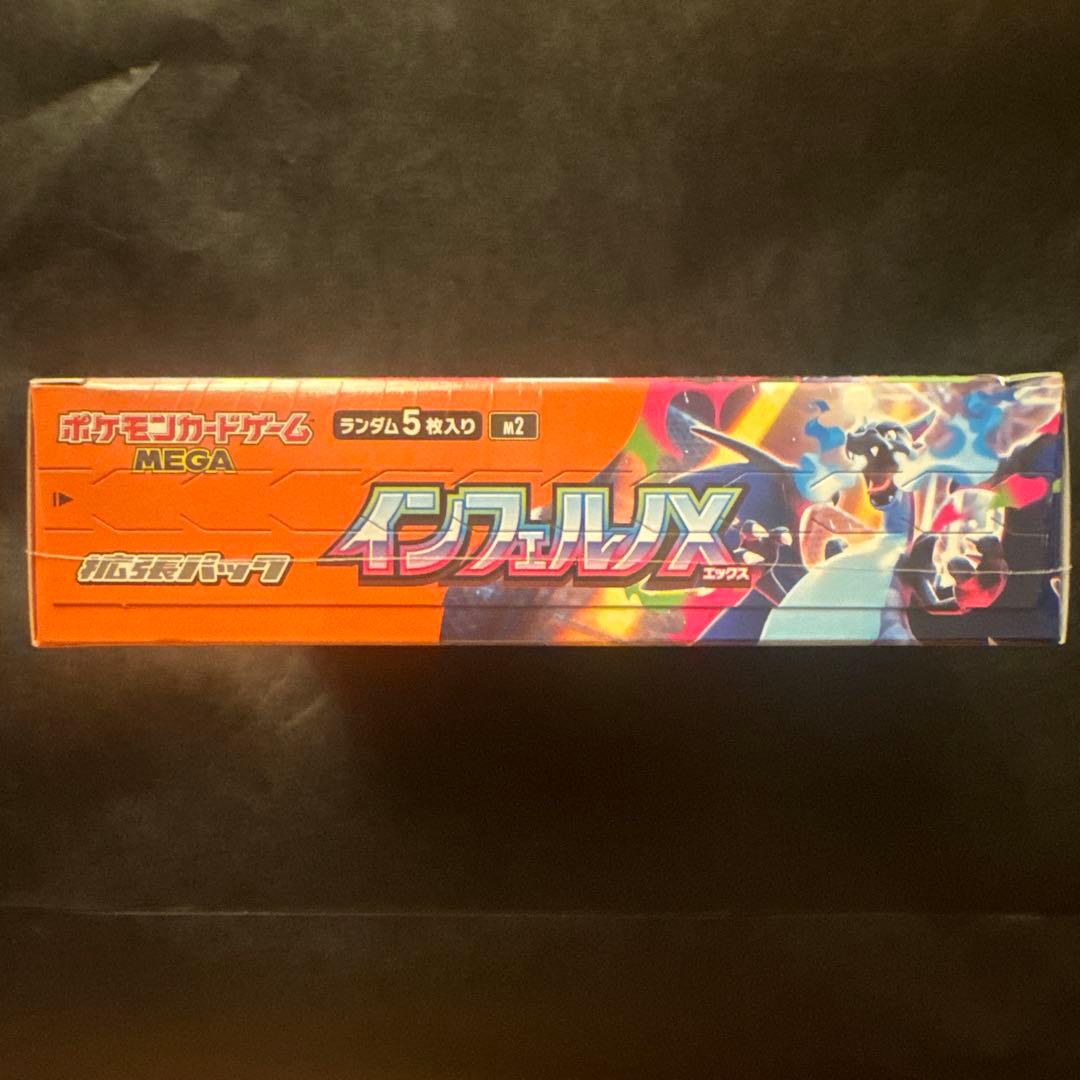 ポケモンカードゲーム
MEGA
ランダム5枚入り
M2
拡張パック
インフェルノX
エックス